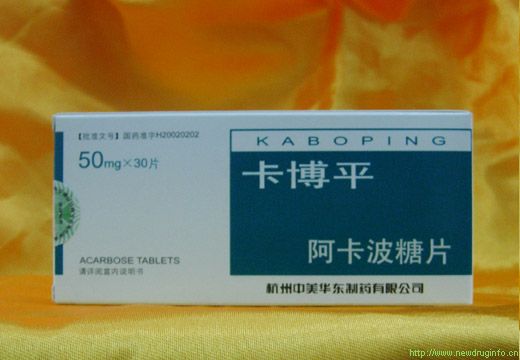 【批准文号】国药准字H20020202
50mg×30片
ACARBOSE TABLETS
请详阅盒内说明书
KABOPING
卡博平
阿卡波糖片
杭州中美华东制药有限公司
http://www.newdruginfo.cn